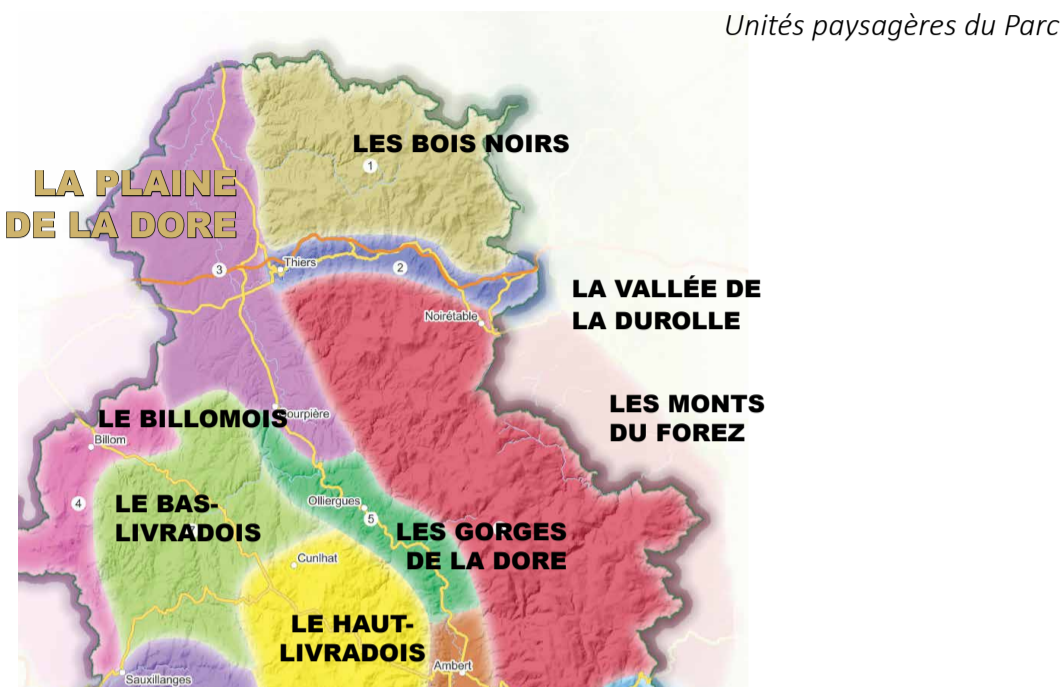 Unités paysagères du Parc
LES BOIS NOIRS
1
LA PLAINE
DE LA DORE
3
Thiers
2
LA VALLÉE DE
LA DUROLLE
Noirétable
LES MONTS
DU FOREZ
LE BILLOMOIS
ourpière
Billom
4
LE BAS-
LIVRADOIS
7
Olliergues
5
LES GORGES
DE LA DORE
Cunlhat
LE HAUT-
LIVRADOIS
Ambert
Sauxillanges